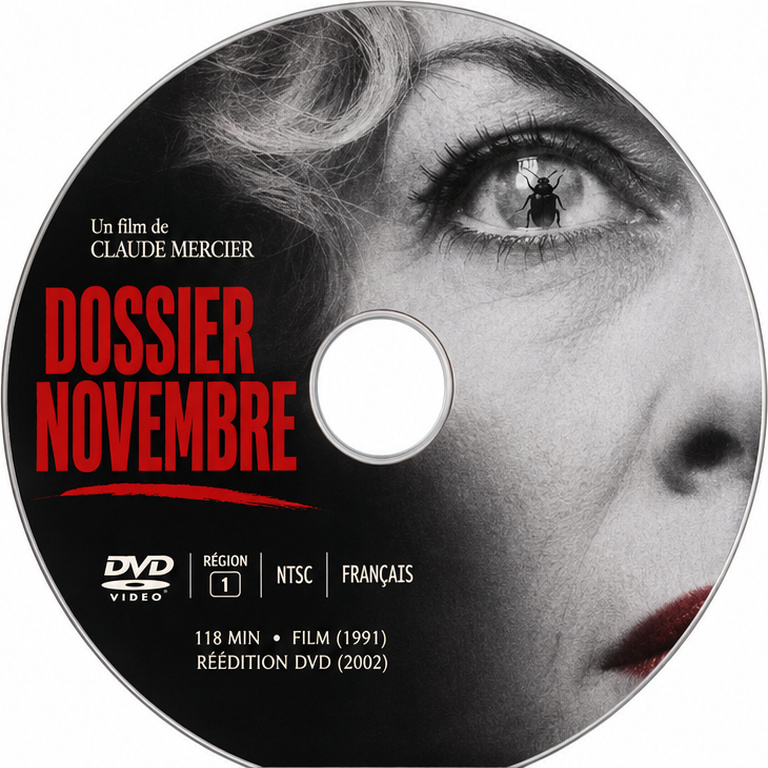 Un film de
CLAUDE MERCIER
DOSSIER
NOVEMBRE
DVD
VIDEO
RÉGION
1
NTSC
FRANÇAIS
118 MIN • FILM (1991)
RÉÉDITION DVD (2002)